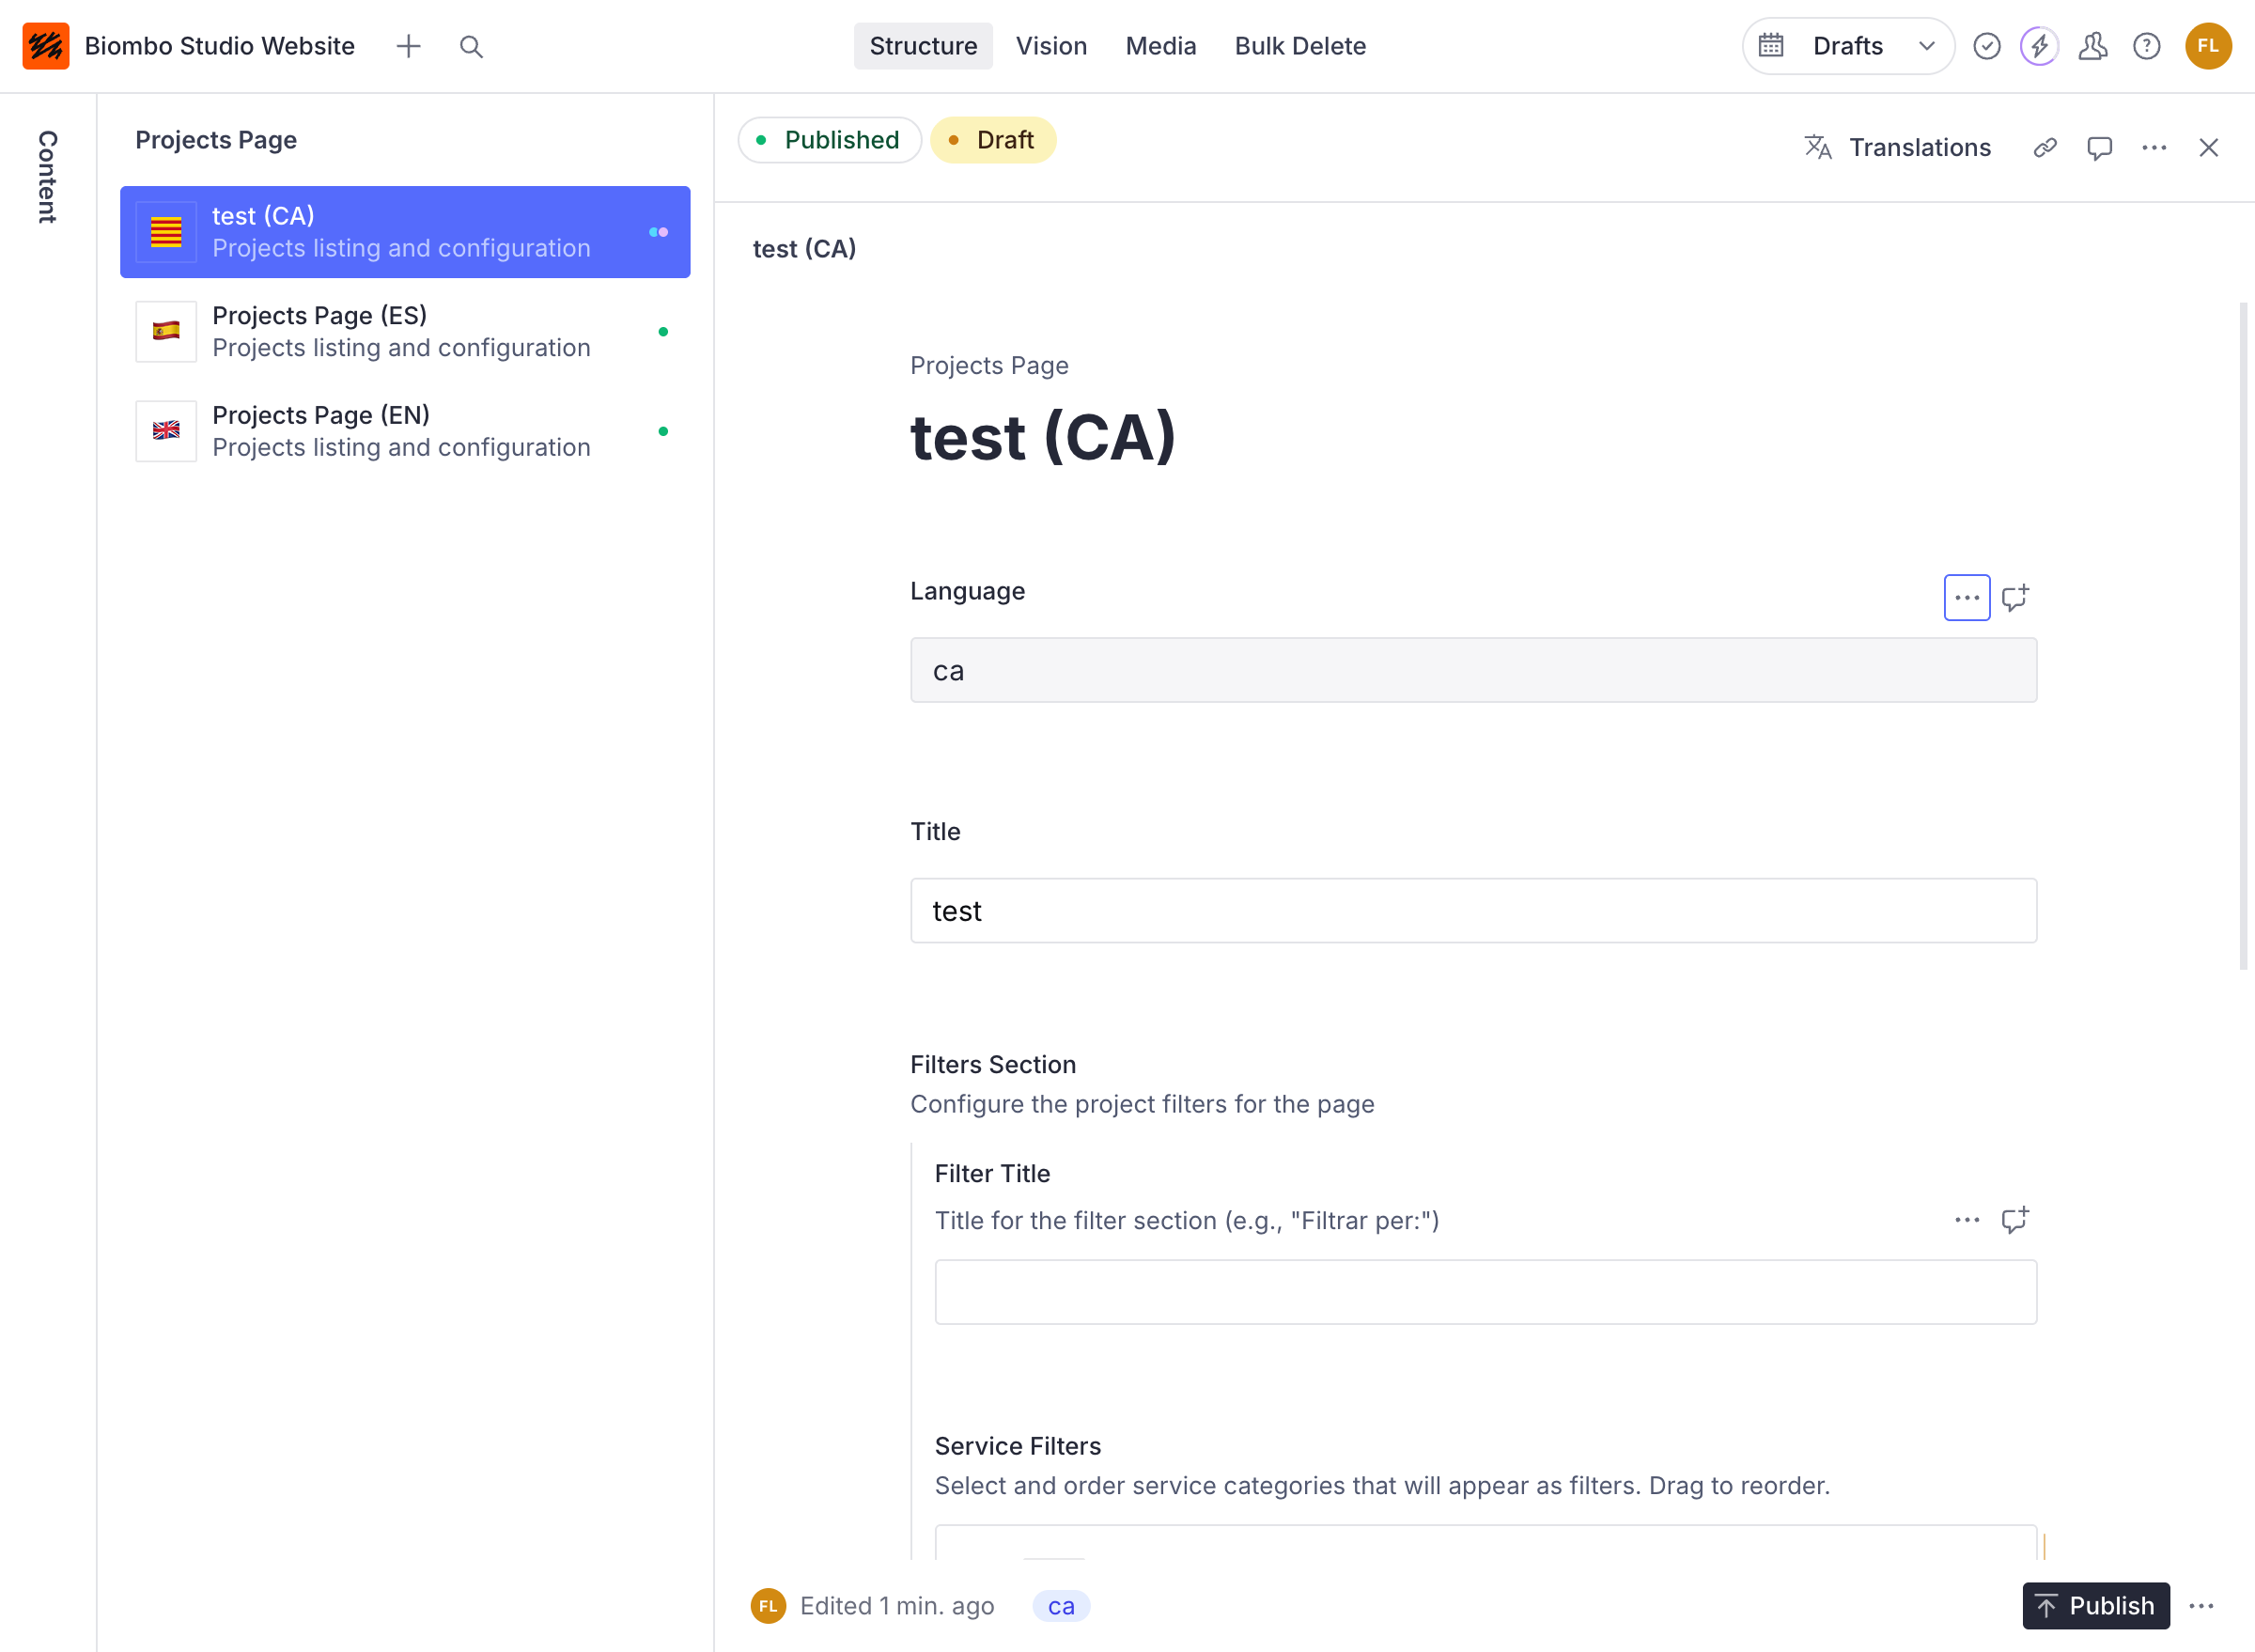 Biombo Studio Website
Structure
Vision
Media
Bulk Delete
Drafts
FL
Content
Projects Page
test (CA)
Projects listing and configuration
Projects Page (ES)
Projects listing and configuration
Projects Page (EN)
Projects listing and configuration
Published
Draft
Translations
test (CA)
Projects Page
test (CA)
Language
ca
Title
test
Filters Section
Configure the project filters for the page
Filter Title
Title for the filter section (e.g., "Filtrar per:")
Service Filters
Select and order service categories that will appear as filters. Drag to reorder.
FL
Edited 1 min. ago
ca
Publish